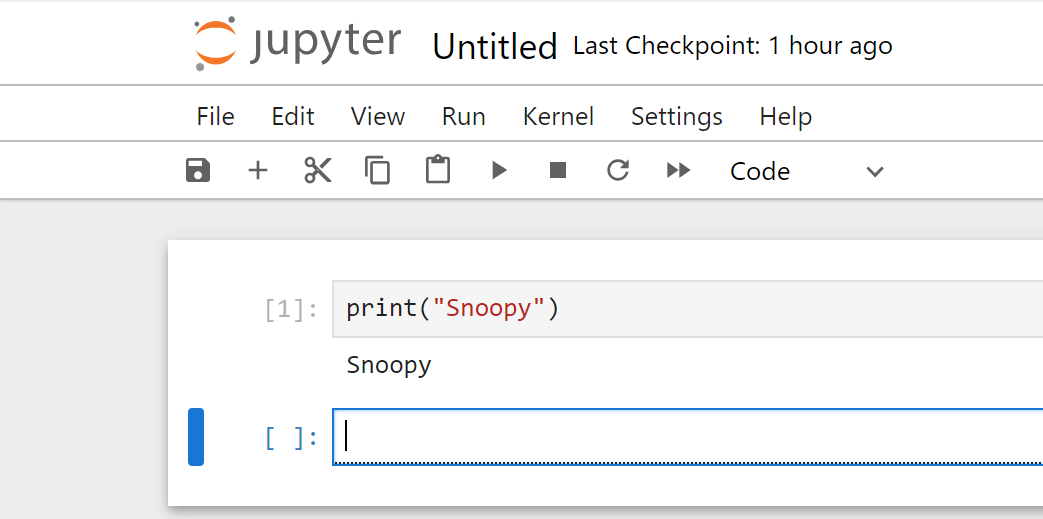 jupyter Untitled Last Checkpoint: 1 hour ago
File Edit View Run Kernel Settings Help
Code
[1]: print("Snoopy")
Snoopy
[ ]: